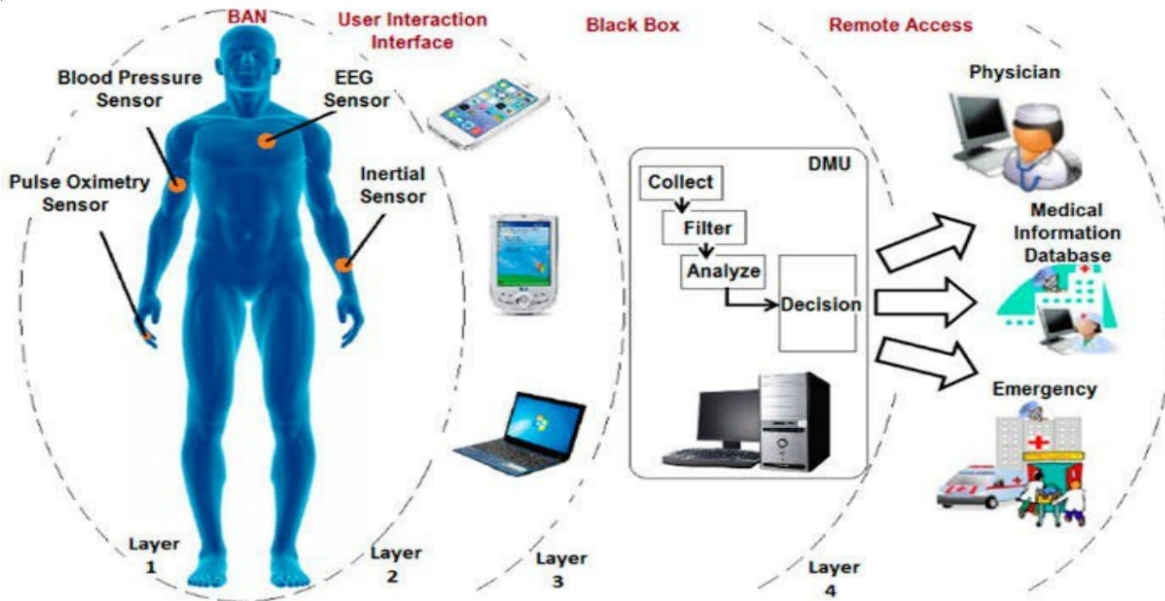 BAN
User Interaction
Interface
Black Box
Remote Access
Blood Pressure
Sensor
EEG
Sensor
Pulse Oximetry
Sensor
Inertial
Sensor
DMU
Collect
Filter
Analyze
Decision
Physician
Medical
Information
Database
Emergency
Layer
1
Layer
2
Layer
3
Layer
4